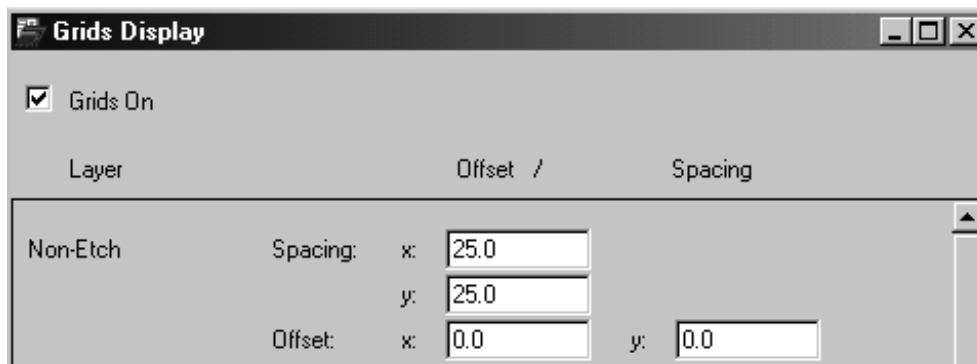 Grids Display
Grids On
Layer Offset / Spacing
Non-Etch Spacing: x: 25.0
y: 25.0
Offset: x: 0.0 y: 0.0